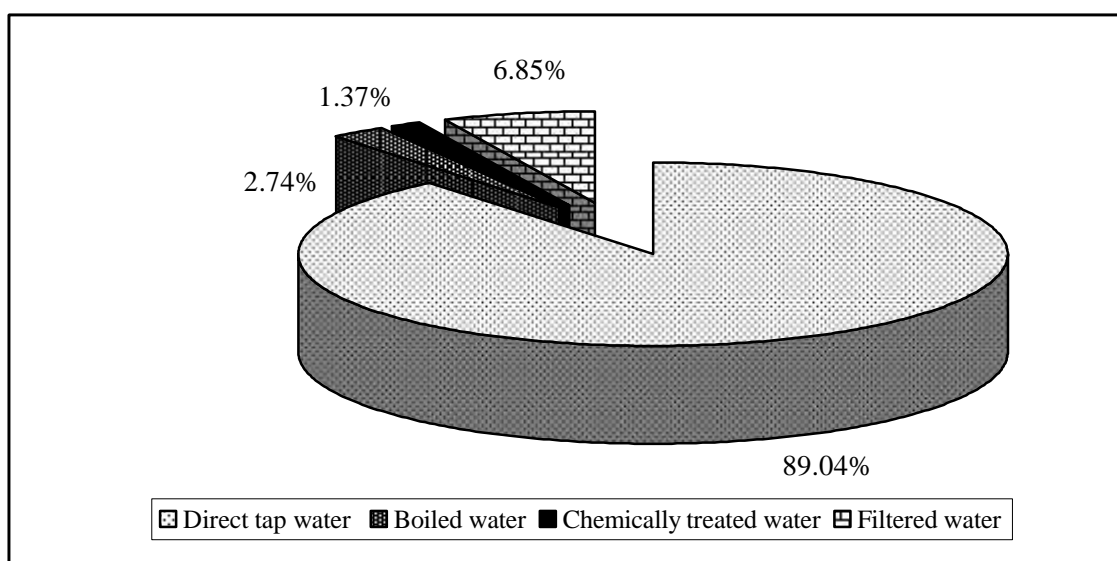 6.85%
1.37%
2.74%
89.04%
Direct tap water Boiled water Chemically treated water Filtered water